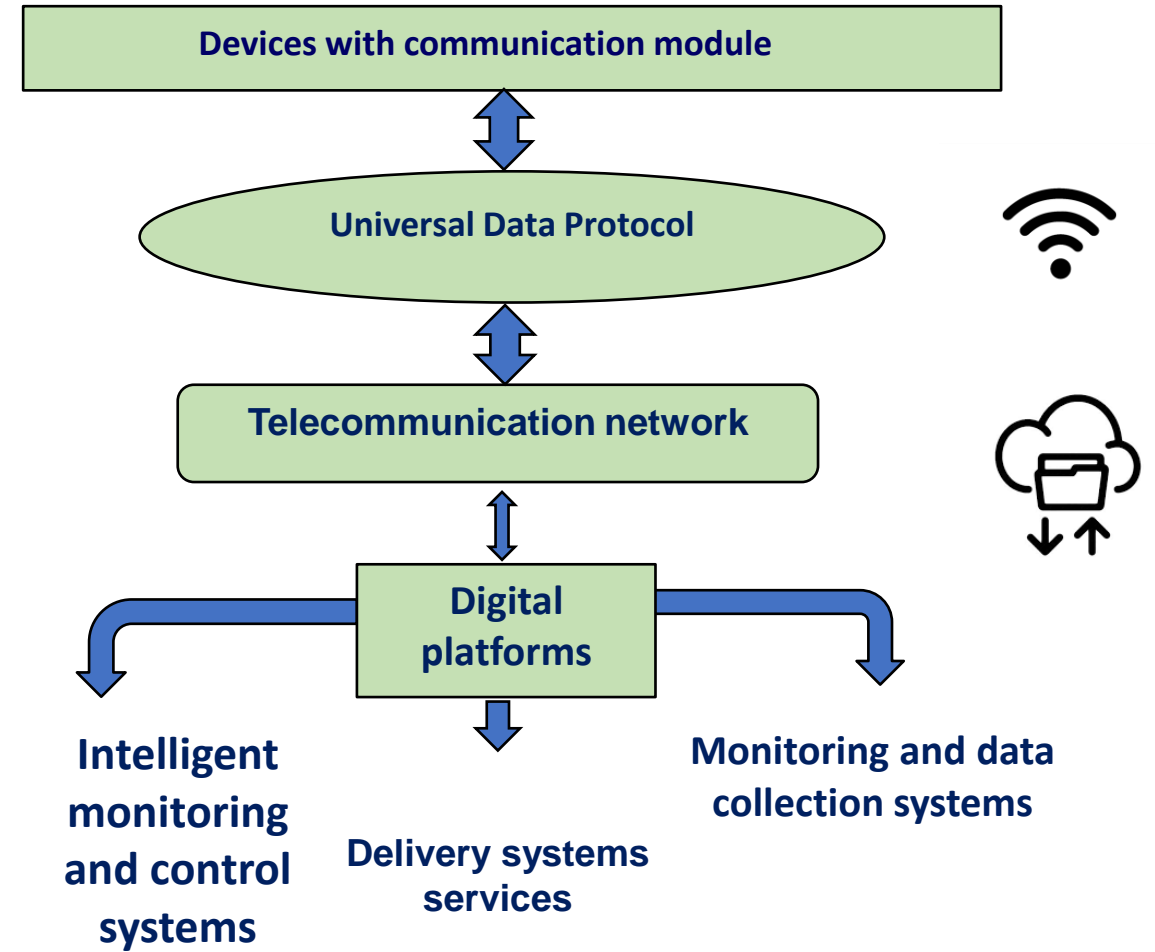 Devices with communication module
Universal Data Protocol
Telecommunication network
Digital
platforms
Intelligent
monitoring
and control
systems
Delivery systems
services
Monitoring and data
collection systems